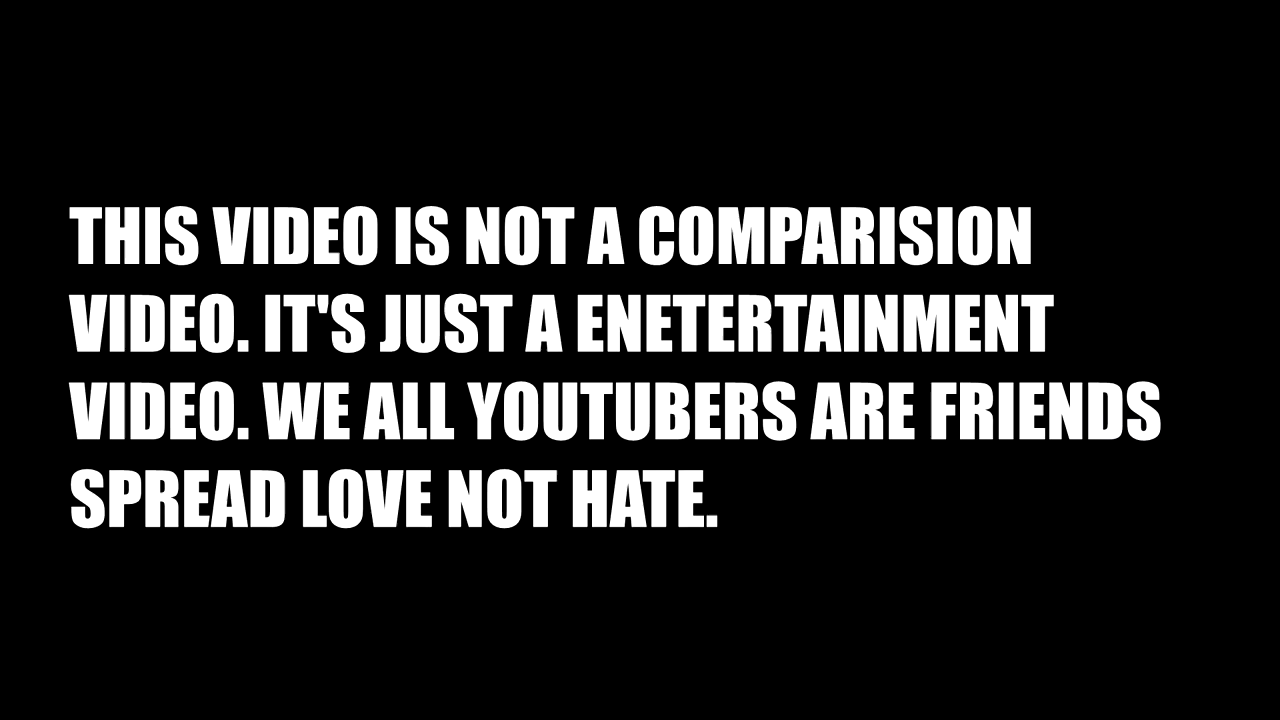 THIS VIDEO IS NOT A COMPARISION
VIDEO. IT'S JUST A ENETERTAINMENT
VIDEO. WE ALL YOUTUBERS ARE FRIENDS
SPREAD LOVE NOT HATE.